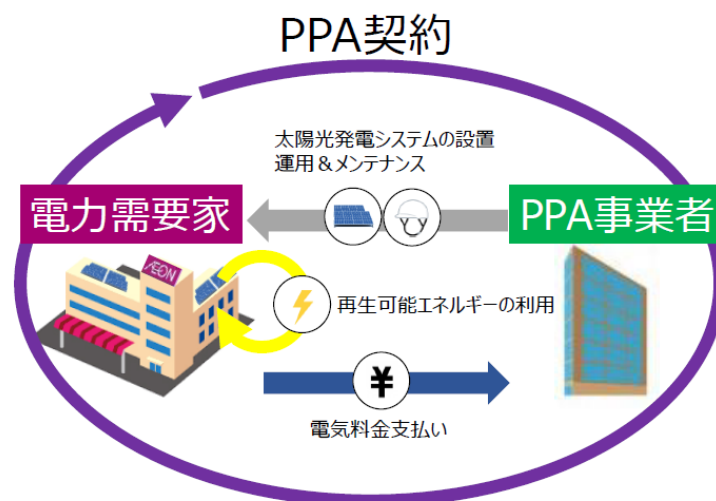 PPA契約
太陽光発電システムの設置
運用&メンテナンス
電力需要家
PPA事業者
ÆON
再生可能エネルギーの利用
¥
電気料金支払い